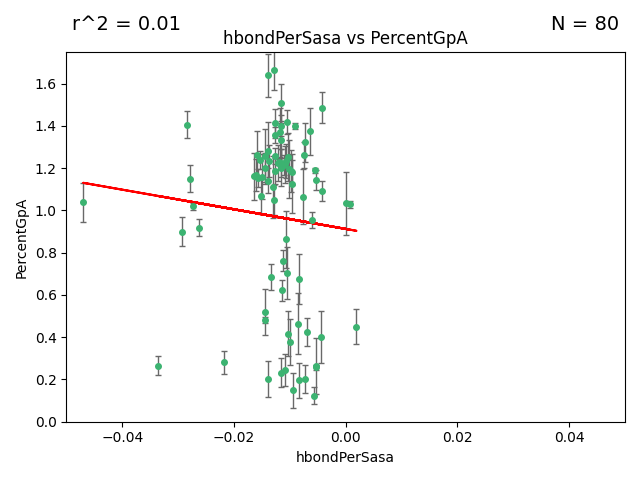 r^2 = 0.01
N = 80
hbondPerSasa vs PercentGpA
1.6
1.4
1.2
1.0
0.8
0.6
0.4
0.2
0.0
PercentGpA
−0.04
−0.02
0.00
0.02
0.04
hbondPerSasa